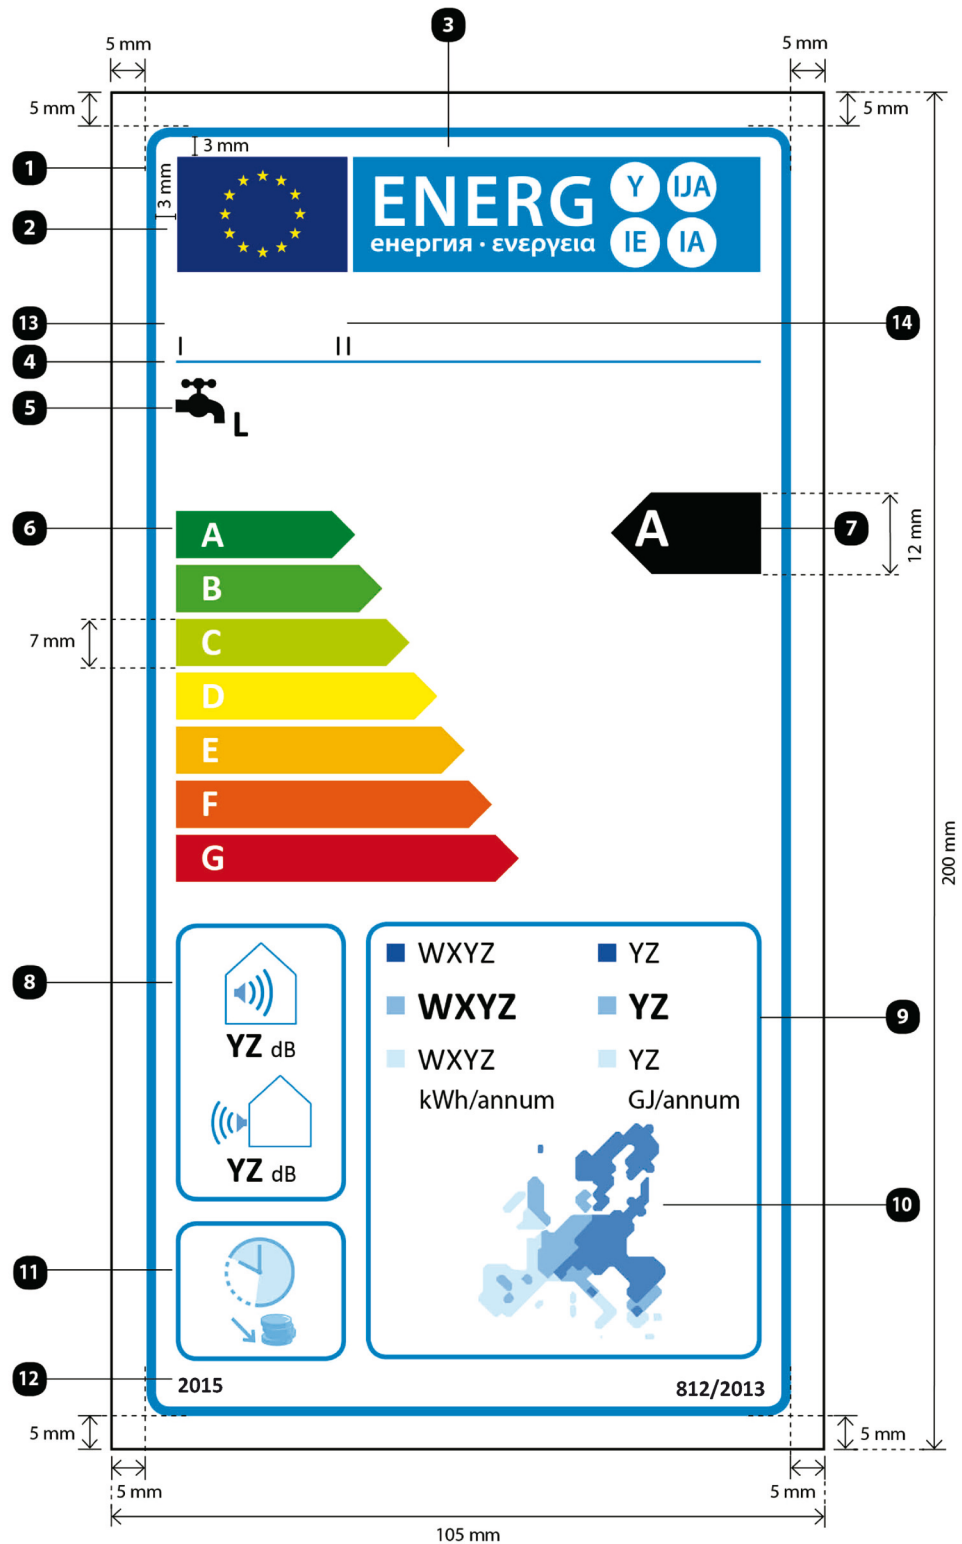 3
5 mm
5 mm
5 mm
5 mm
3 mm
1
3 mm
2
ENERG
енергия · ενεργεια
Y
IJA
IE
IA
13
14
I
II
4
5
L
6
A
A
7
12 mm
B
7 mm
C
D
E
F
G
200 mm
8
WXYZ
YZ
WXYZ
YZ
9
YZ dB
WXYZ
YZ
kWh/annum
GJ/annum
YZ dB
10
11
12
2015
812/2013
5 mm
5 mm
5 mm
5 mm
105 mm